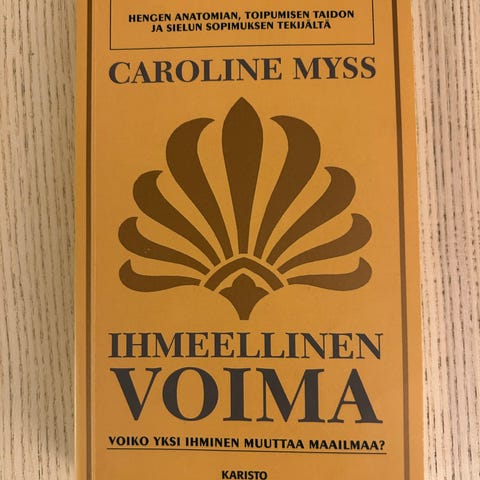 HENGEN ANATOMIAN, TOIPUMISEN TAIDON
JA SIELUN SOPIMUKSEN TEKIJÄLTÄ
CAROLINE MYSS
IHMEELLINEN
VOIMA
VOIKO YKSI IHMINEN MUUTTAA MAAILMAA?
KARISTO